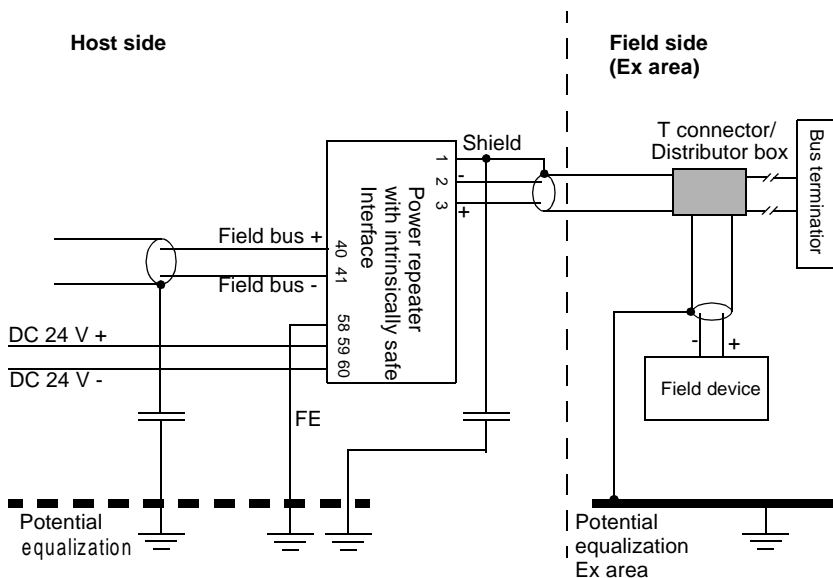 Host side
Field side
(Ex area)
T connector/
Distributor box
Bus terminatior
Shield
1
2
3
-
+
Power repeater
with intrinsically safe
Interface
Field bus +
40
41
Field bus -
58
59
60
DC 24 V +
DC 24 V -
FE
-
+
Field device
Potential
equalization
Potential
equalization
Ex area